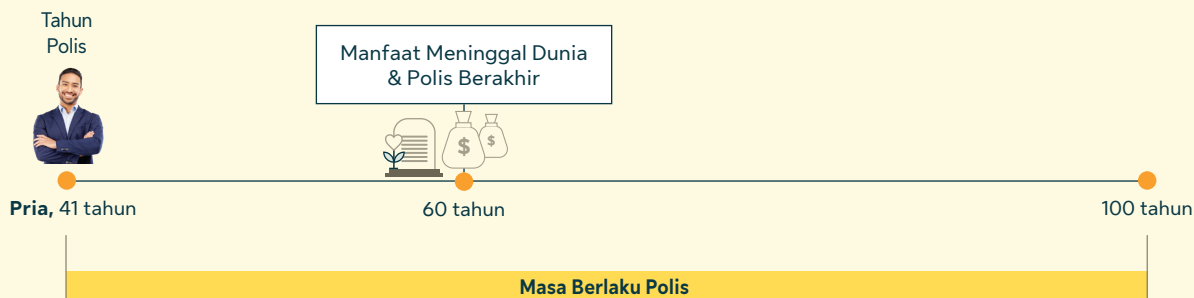 Tahun
Polis
Manfaat Meninggal Dunia
& Polis Berakhir
$
$
Pria, 41 tahun
60 tahun
100 tahun
Masa Berlaku Polis